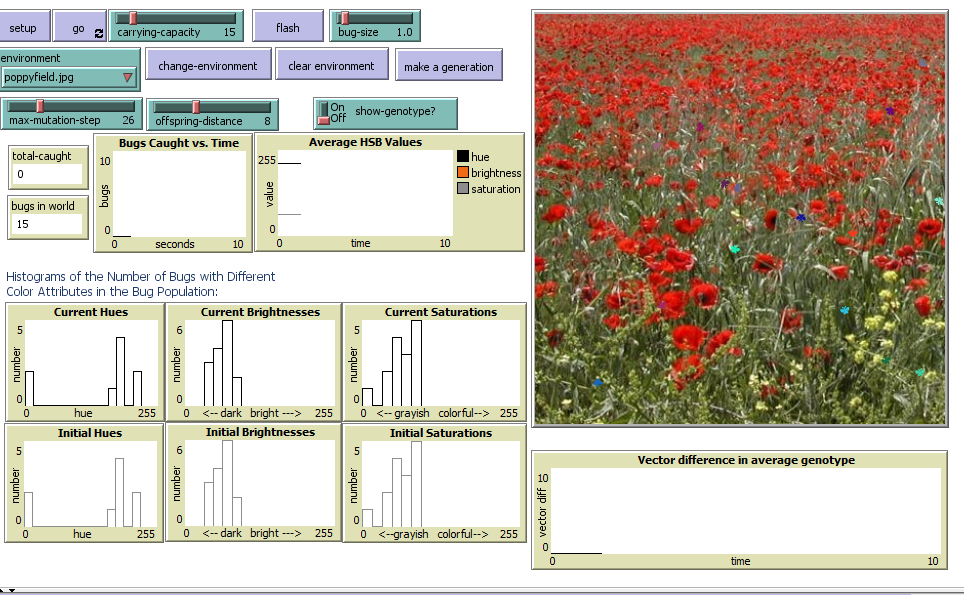 setup
go
carrying-capacity 15
flash
bug-size 1.0
environment
poppyfield.jpg
change-environment
clear environment
make a generation
max-mutation-step 26
offspring-distance 8
On
Off
show-genotype?
total-caught
0
bugs in world
15
Bugs Caught vs. Time
10
bugs
0
0 seconds 10
Average HSB Values
255
value
0
0 time 10
hue
brightness
saturation
Histograms of the Number of Bugs with Different
Color Attributes in the Bug Population:
Current Hues
5
number
0
0 hue 255
Current Brightnesses
6
number
0
0 <-- dark bright ---> 255
Current Saturations
5
number
0
0 <-- grayish colorful--> 255
Initial Hues
5
number
0
0 hue 255
Initial Brightnesses
6
number
0
0 <-- dark bright ---> 255
Initial Saturations
5
number
0
0 <--grayish colorful--> 255
Vector difference in average genotype
10
vector diff
0
0 time 10